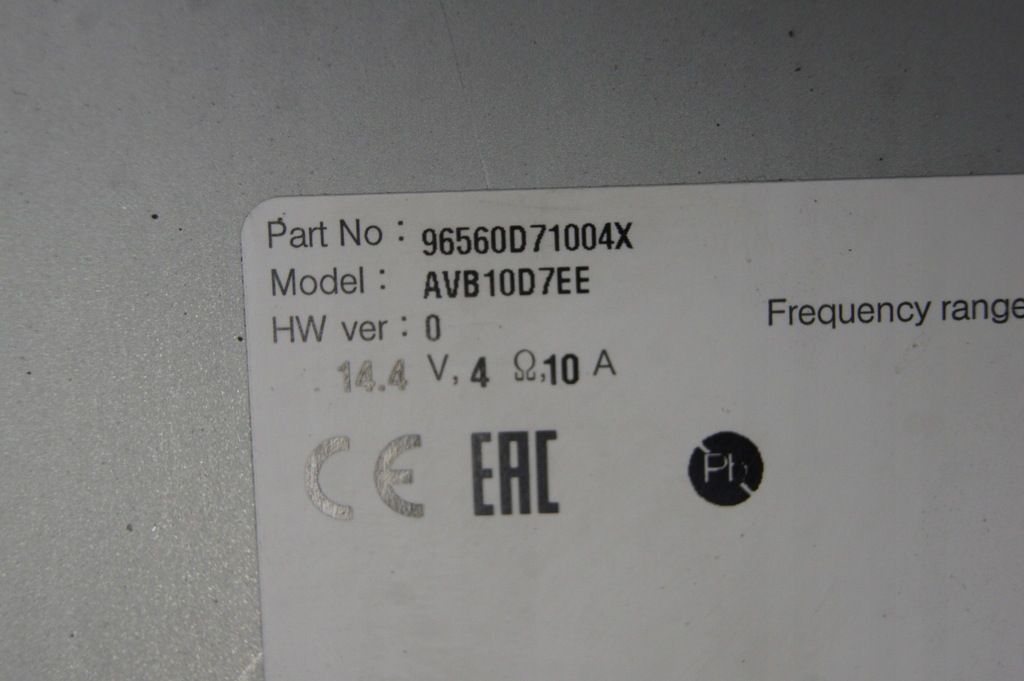 Part No : 96560D71004X
Model : AVB10D7EE
HW ver : 0
14.4 V, 4 Ω,10 A
Frequency range
CE EAC Pb